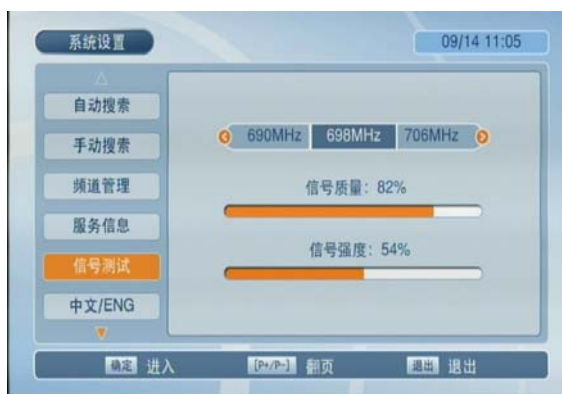 系统设置
09/14 11:05
自动搜索
手动搜索
频道管理
服务信息
信号测试
中文/ENG
690MHz 698MHz 706MHz
信号质量：82%
信号强度：54%
确定 进入 [P+/P-] 翻页 退出 退出